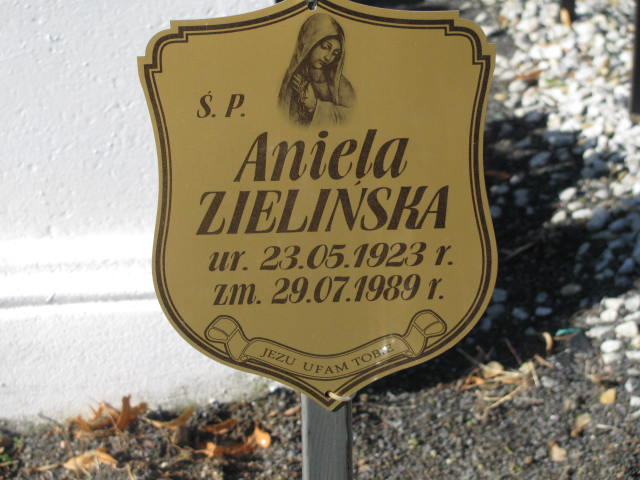 Ś. P.
Aniela
ZIELIŃSKA
ur. 23.05.1923 r.
zm. 29.07.1989 r.
JEZU UFAM TOBIE